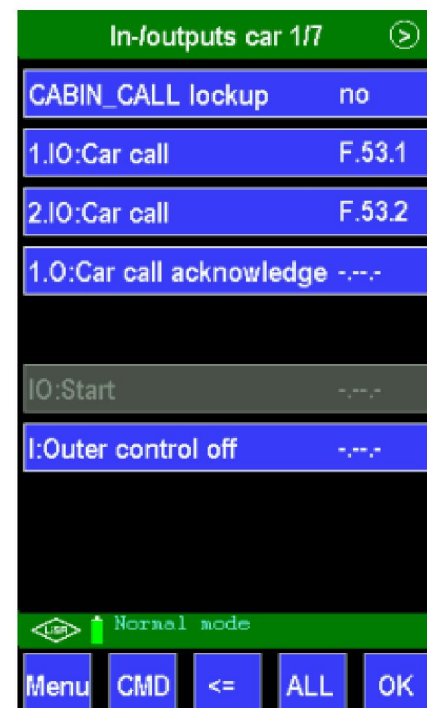 In-/outputs car 1/7 >
CABIN_CALL lockup no
1.IO:Car call F.53.1
2.IO:Car call F.53.2
1.O:Car call acknowledge -.--.-
IO:Start -.--.-
I:Outer control off -.--.-
LiSA Normal mode
Menu CMD <= ALL OK